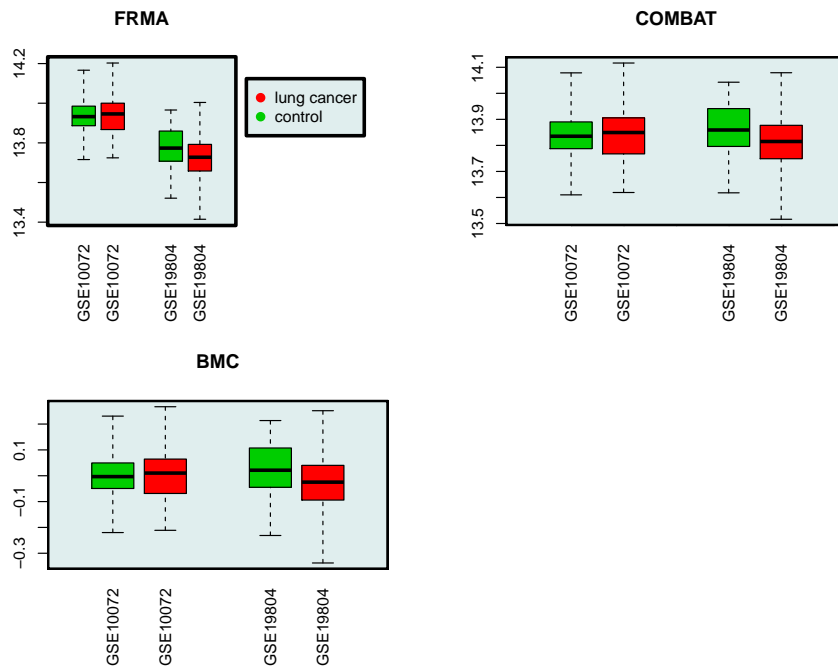 FRMA
14.2
13.8
13.4
GSE10072
GSE10072
GSE19804
GSE19804
lung cancer
control
COMBAT
14.1
13.9
13.7
13.5
GSE10072
GSE10072
GSE19804
GSE19804
BMC
0.1
−0.1
−0.3
GSE10072
GSE10072
GSE19804
GSE19804